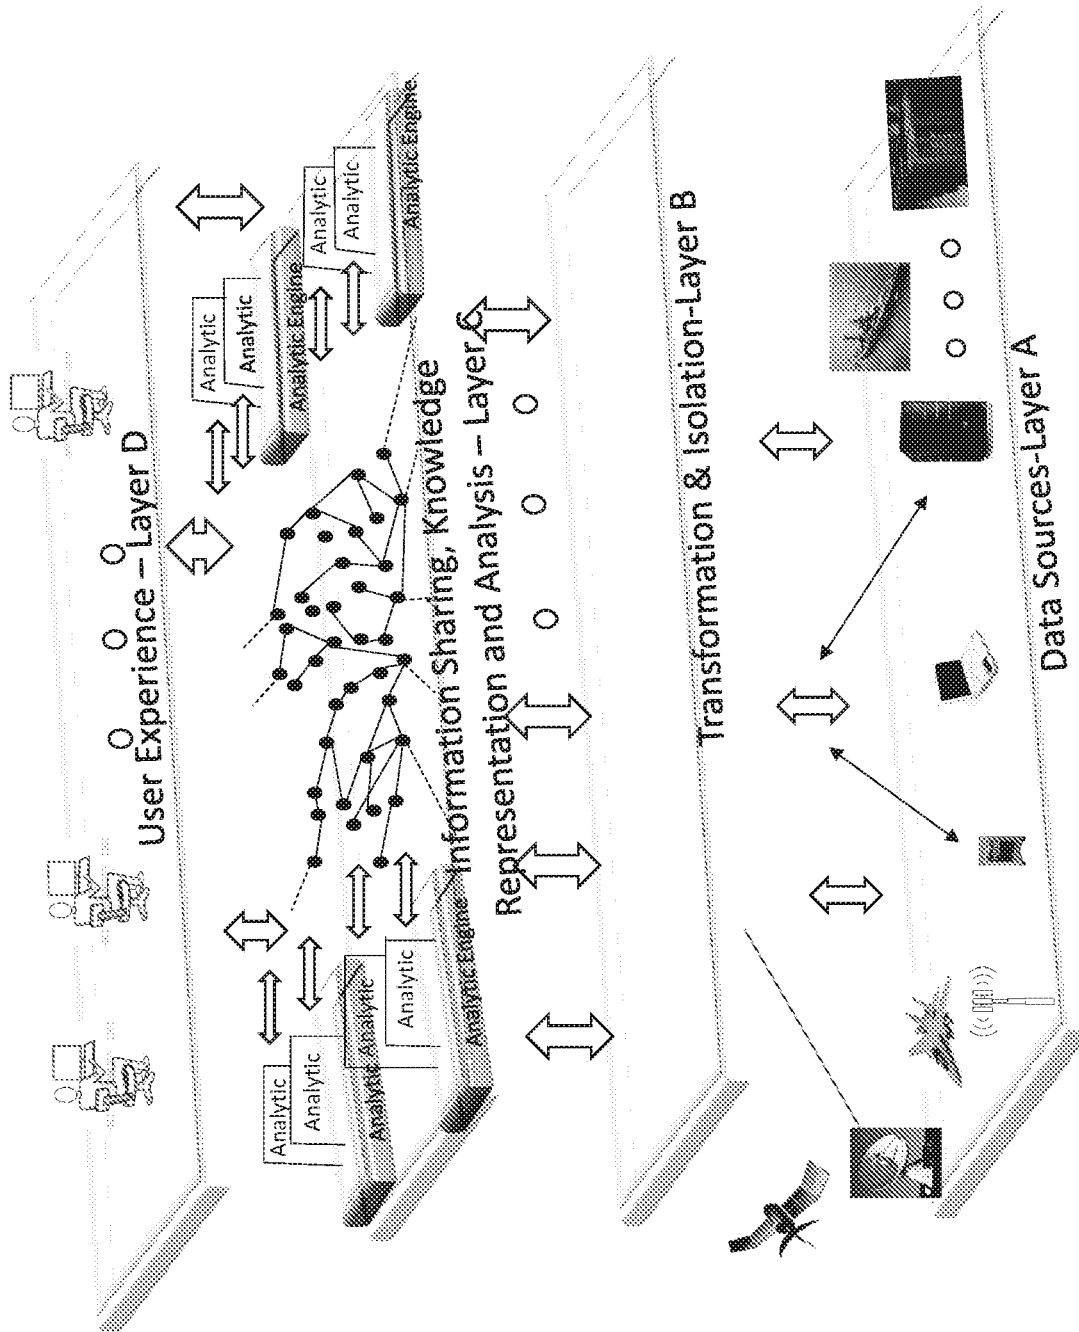 User Experience – Layer D
Analytic
Analytic
Analytic Engine
Analytic
Analytic
Analytic Engine
Analytic
Analytic
Analytic
Analytic
Analytic
Analytic Engine
Information Sharing, Knowledge
Representation and Analysis – Layer C
Transformation & Isolation-Layer B
Data Sources-Layer A